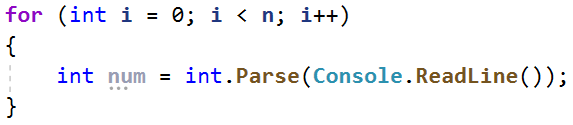 for (int i = 0; i < n; i++)
{
    int num = int.Parse(Console.ReadLine());
}